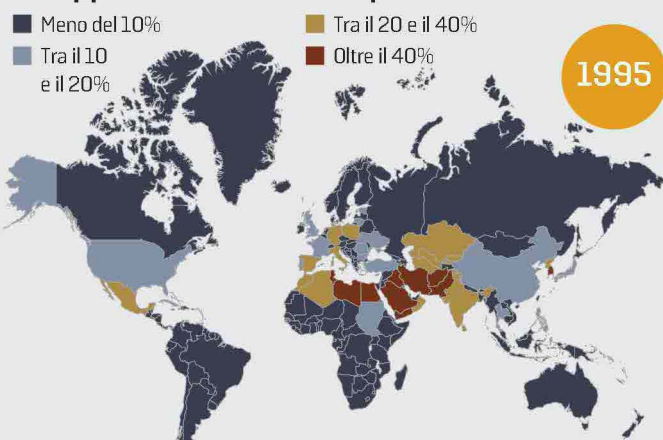 Meno del 10%
Tra il 10
e il 20%
Tra il 20 e il 40%
Oltre il 40%
1995